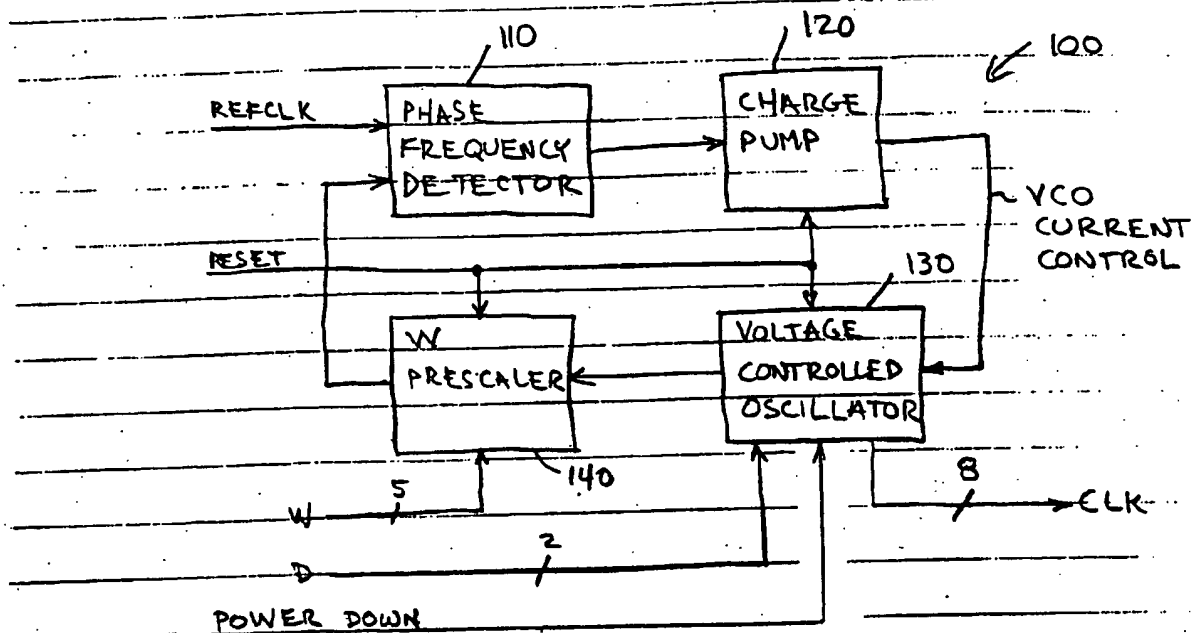 110
120
100
REFCLK
PHASE
FREQUENCY
DETECTOR
CHARGE
PUMP
VCO
CURRENT
CONTROL
RESET
130
W
PRESCALER
VOLTAGE
CONTROLLED
OSCILLATOR
140
W
5
8
CLK
D
2
POWER DOWN